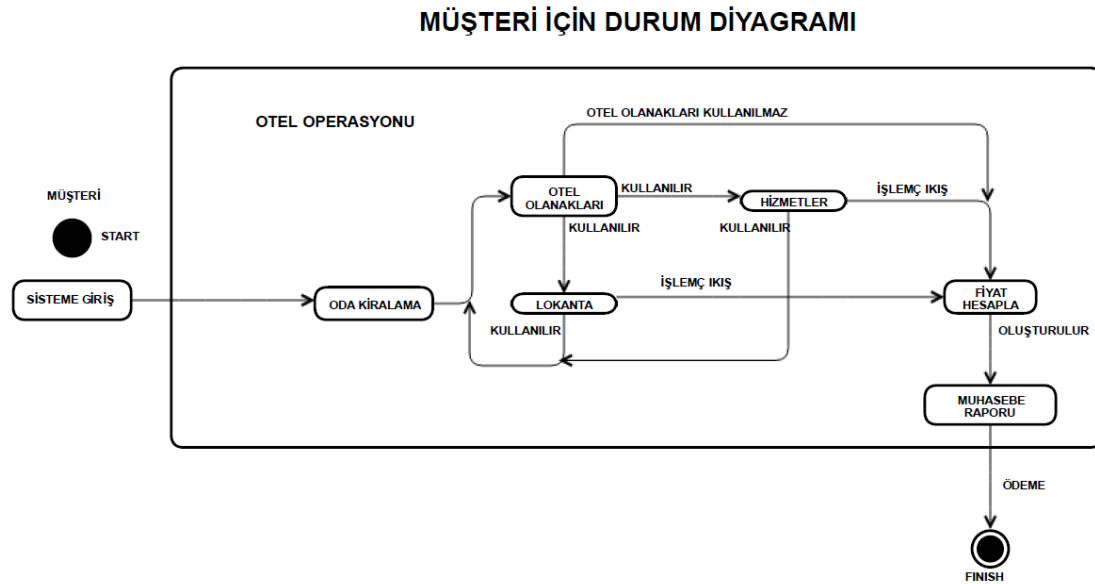 MÜŞTERİ İÇİN DURUM DİYAGRAMI
OTEL OPERASYONU
OTEL OLANAKLARI KULLANILMAZ
MÜŞTERİ
START
SİSTEME GİRİŞ
ODA KİRALAMA
OTEL
OLANAKLARI
KULLANILIR
HİZMETLER
İŞLEMÇ IKIŞ
KULLANILIR
KULLANILIR
LOKANTA
İŞLEMÇ IKIŞ
KULLANILIR
FİYAT
HESAPLA
OLUŞTURULUR
MUHASEBE
RAPORU
ÖDEME
FINISH